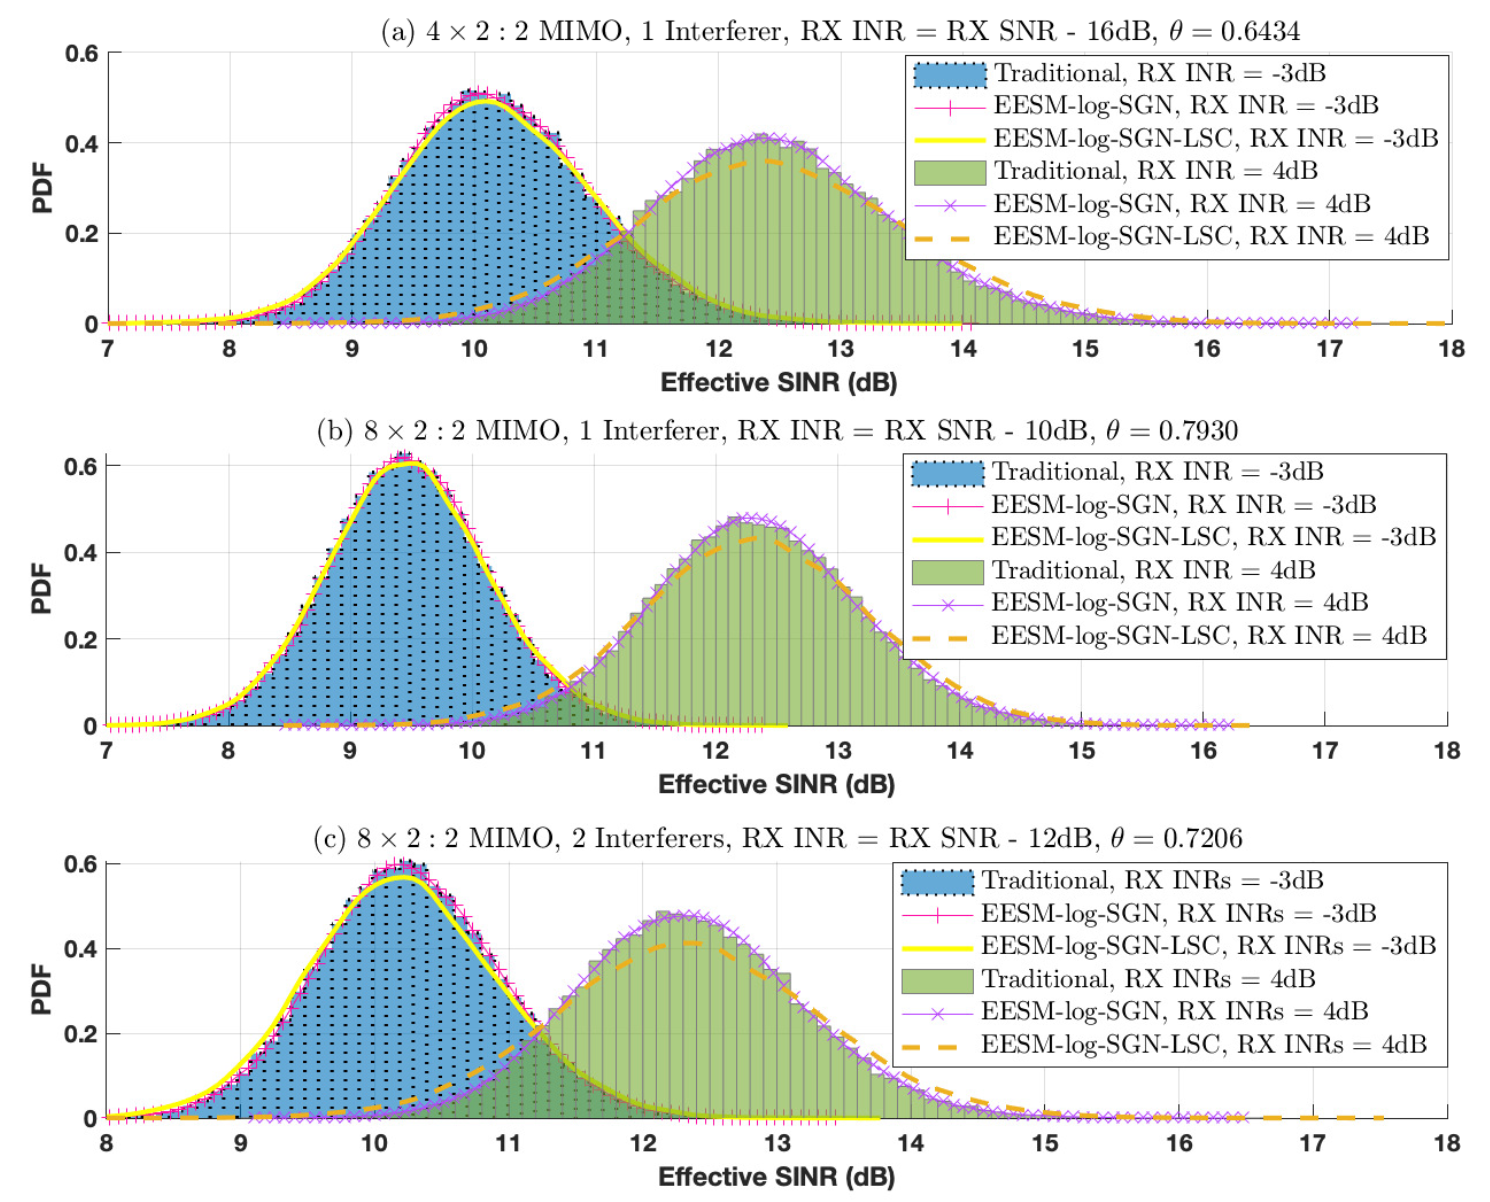 (a) 4 × 2 : 2 MIMO, 1 Interferer, RX INR = RX SNR - 16dB, θ = 0.6434
0.6
0.4
0.2
0
PDF
Traditional, RX INR = -3dB
EESM-log-SGN, RX INR = -3dB
EESM-log-SGN-LSC, RX INR = -3dB
Traditional, RX INR = 4dB
EESM-log-SGN, RX INR = 4dB
EESM-log-SGN-LSC, RX INR = 4dB
7 8 9 10 11 12 13 14 15 16 17 18
Effective SINR (dB)
(b) 8 × 2 : 2 MIMO, 1 Interferer, RX INR = RX SNR - 10dB, θ = 0.7930
0.6
0.4
0.2
0
PDF
Traditional, RX INR = -3dB
EESM-log-SGN, RX INR = -3dB
EESM-log-SGN-LSC, RX INR = -3dB
Traditional, RX INR = 4dB
EESM-log-SGN, RX INR = 4dB
EESM-log-SGN-LSC, RX INR = 4dB
7 8 9 10 11 12 13 14 15 16 17 18
Effective SINR (dB)
(c) 8 × 2 : 2 MIMO, 2 Interferers, RX INR = RX SNR - 12dB, θ = 0.7206
0.6
0.4
0.2
0
PDF
Traditional, RX INRs = -3dB
EESM-log-SGN, RX INRs = -3dB
EESM-log-SGN-LSC, RX INRs = -3dB
Traditional, RX INRs = 4dB
EESM-log-SGN, RX INRs = 4dB
EESM-log-SGN-LSC, RX INRs = 4dB
8 9 10 11 12 13 14 15 16 17 18
Effective SINR (dB)